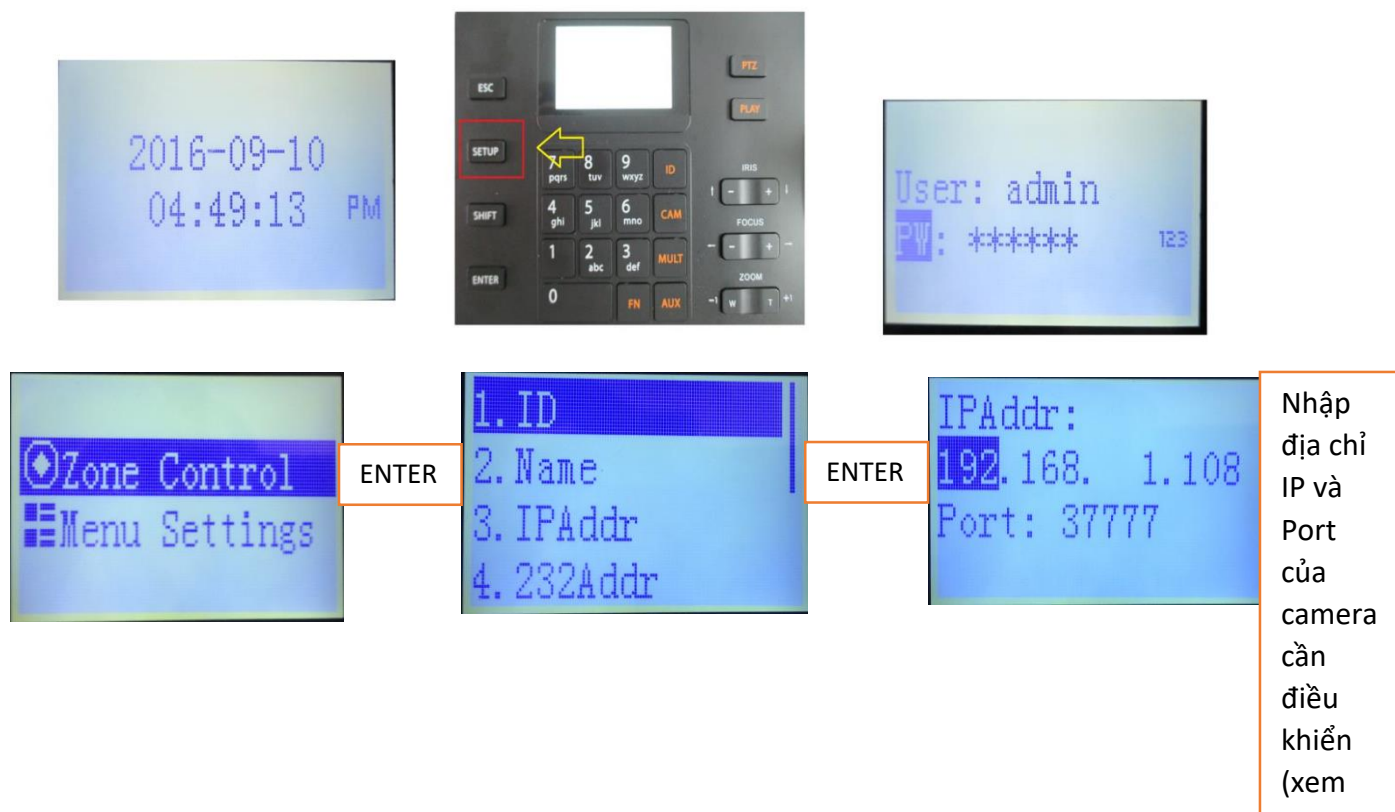 2016-09-10
04:49:13 PM
ESC
SETUP
SHIFT
ENTER
7 pqrs 8 tuv 9 wxyz ID
4 ghi 5 jkl 6 mno CAM
1 2 abc 3 def MULT
0 FN AUX
PTZ
PLAY
IRIS
- +
FOCUS
- +
ZOOM
-1 W T +1
User: admin
PW: ****** 123
Zone Control
Menu Settings
ENTER
1. ID
2. Name
3. IPAddr
4. 232Addr
ENTER
IPAddr:
192.168. 1.108
Port: 37777
Nhập
địa chỉ
IP và
Port
của
camera
cần
điều
khiển
(xem